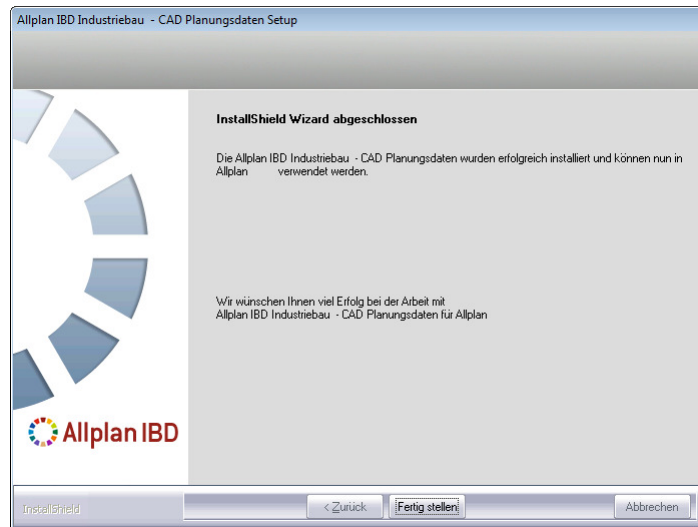 Allplan IBD Industriebau - CAD Planungsdaten Setup
InstallShield Wizard abgeschlossen
Die Allplan IBD Industriebau - CAD Planungsdaten wurden erfolgreich installiert und können nun in
Allplan verwendet werden.
Wir wünschen Ihnen viel Erfolg bei der Arbeit mit
Allplan IBD Industriebau - CAD Planungsdaten für Allplan
Allplan IBD
InstallShield
< Zurück
Fertig stellen
Abbrechen